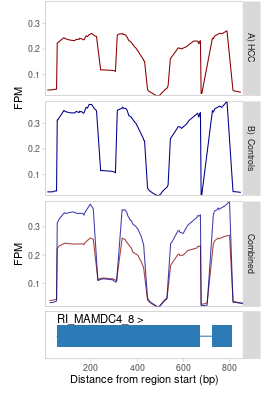 0.3
0.2
0.1
FPM
A) HCC
0.3
0.2
0.1
B) Controls
0.3
0.2
0.1
FPM
Combined
RI_MAMDC4_8 >
200 400 600 800
Distance from region start (bp)